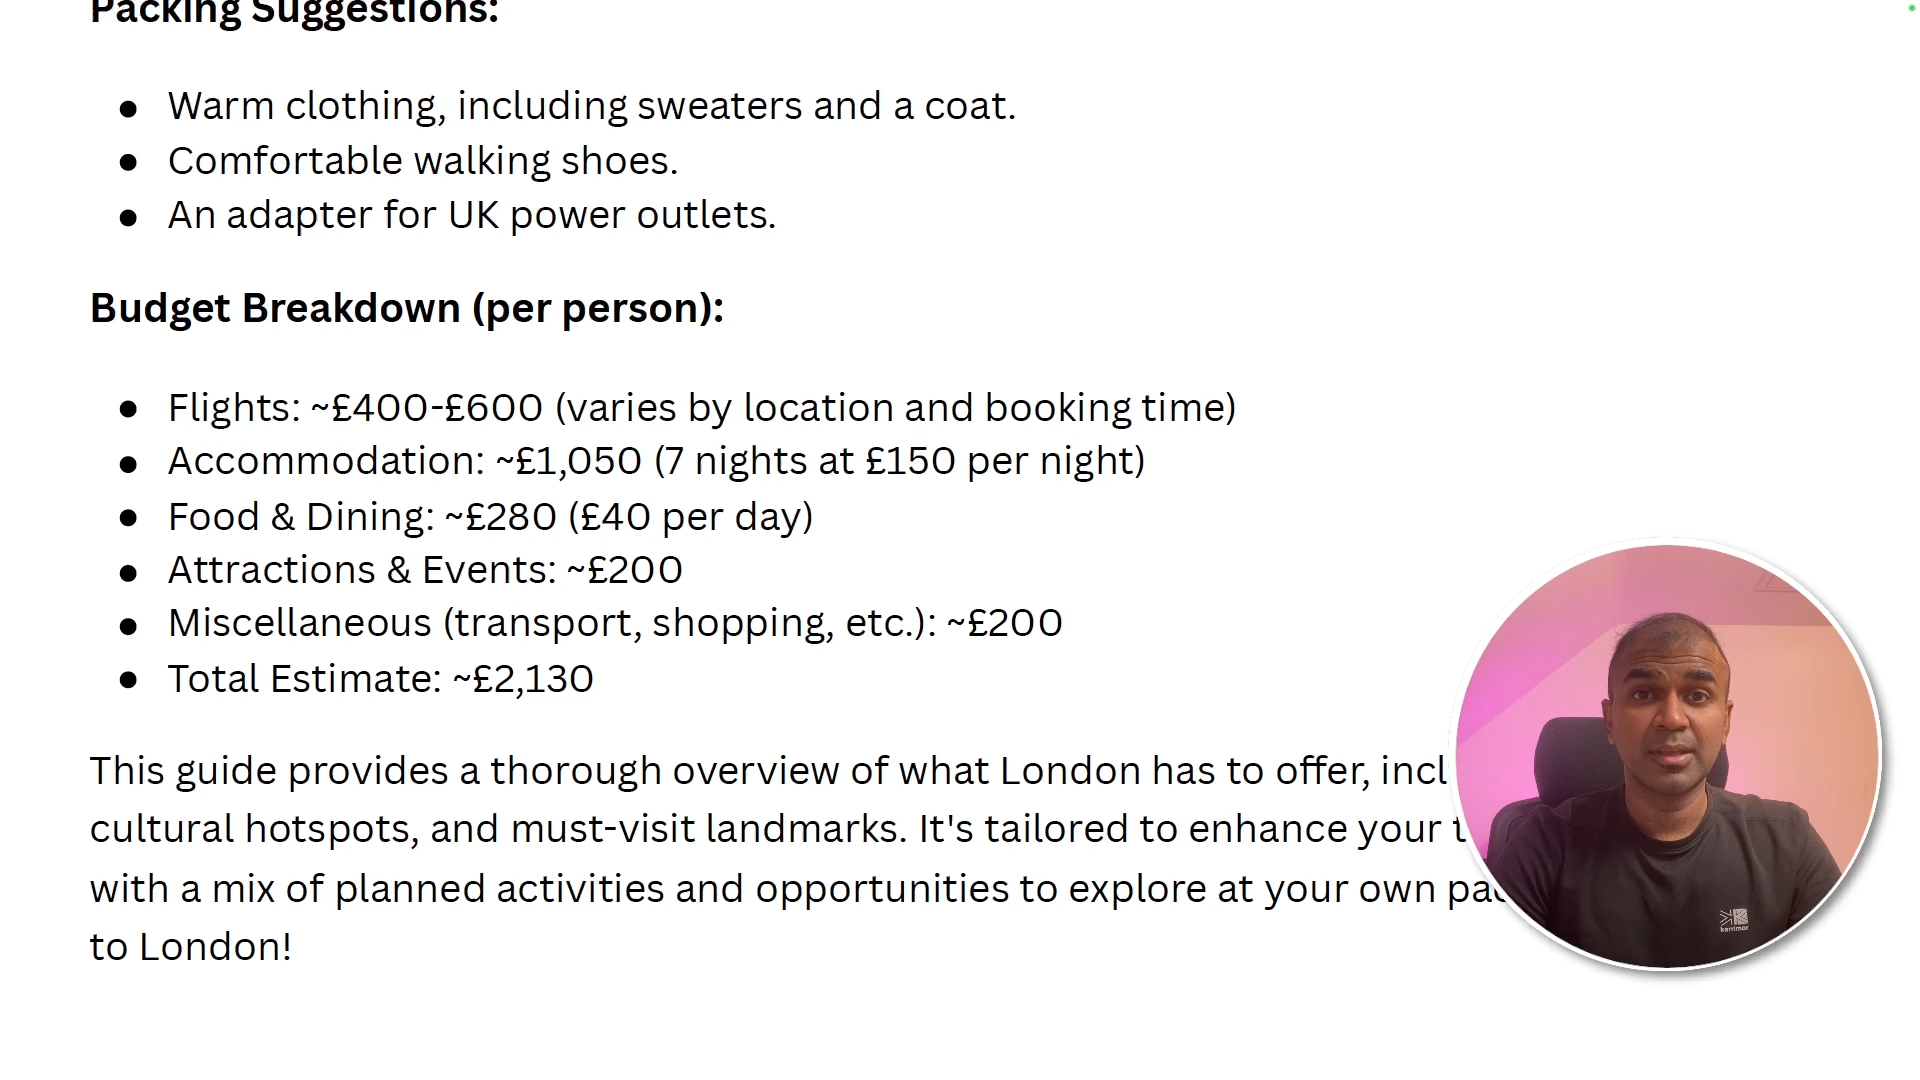 Packing Suggestions:
● Warm clothing, including sweaters and a coat.
● Comfortable walking shoes.
● An adapter for UK power outlets.
Budget Breakdown (per person):
● Flights: ~£400-£600 (varies by location and booking time)
● Accommodation: ~£1,050 (7 nights at £150 per night)
● Food & Dining: ~£280 (£40 per day)
● Attractions & Events: ~£200
● Miscellaneous (transport, shopping, etc.): ~£200
● Total Estimate: ~£2,130
This guide provides a thorough overview of what London has to offer,
cultural hotspots, and must-visit landmarks. It's tailored to enhance your
with a mix of planned activities and opportunities to explore at your own
to London!
karrimor